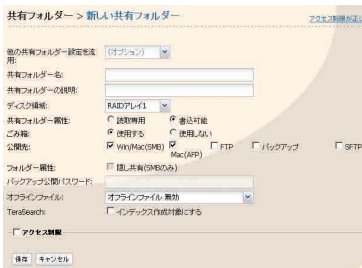 共有フォルダー > 新しい共有フォルダー
アクセス制限が正し
他の共有フォルダー設定を流用:
(オプション)
共有フォルダー名:
共有フォルダーの説明:
ディスク領域: RAIDアレイ1
共有フォルダー属性: 読取専用 書込可能
ごみ箱: 使用する 使用しない
公開先: Win/Mac(SMB) Mac(AFP) FTP バックアップ SFTP
フォルダー属性: 隠し共有(SMBのみ)
バックアップ公開パスワード:
オフラインファイル: オフラインファイル 無効
TeraSearch: インデックス作成対象にする
アクセス制限
保存 キャンセル